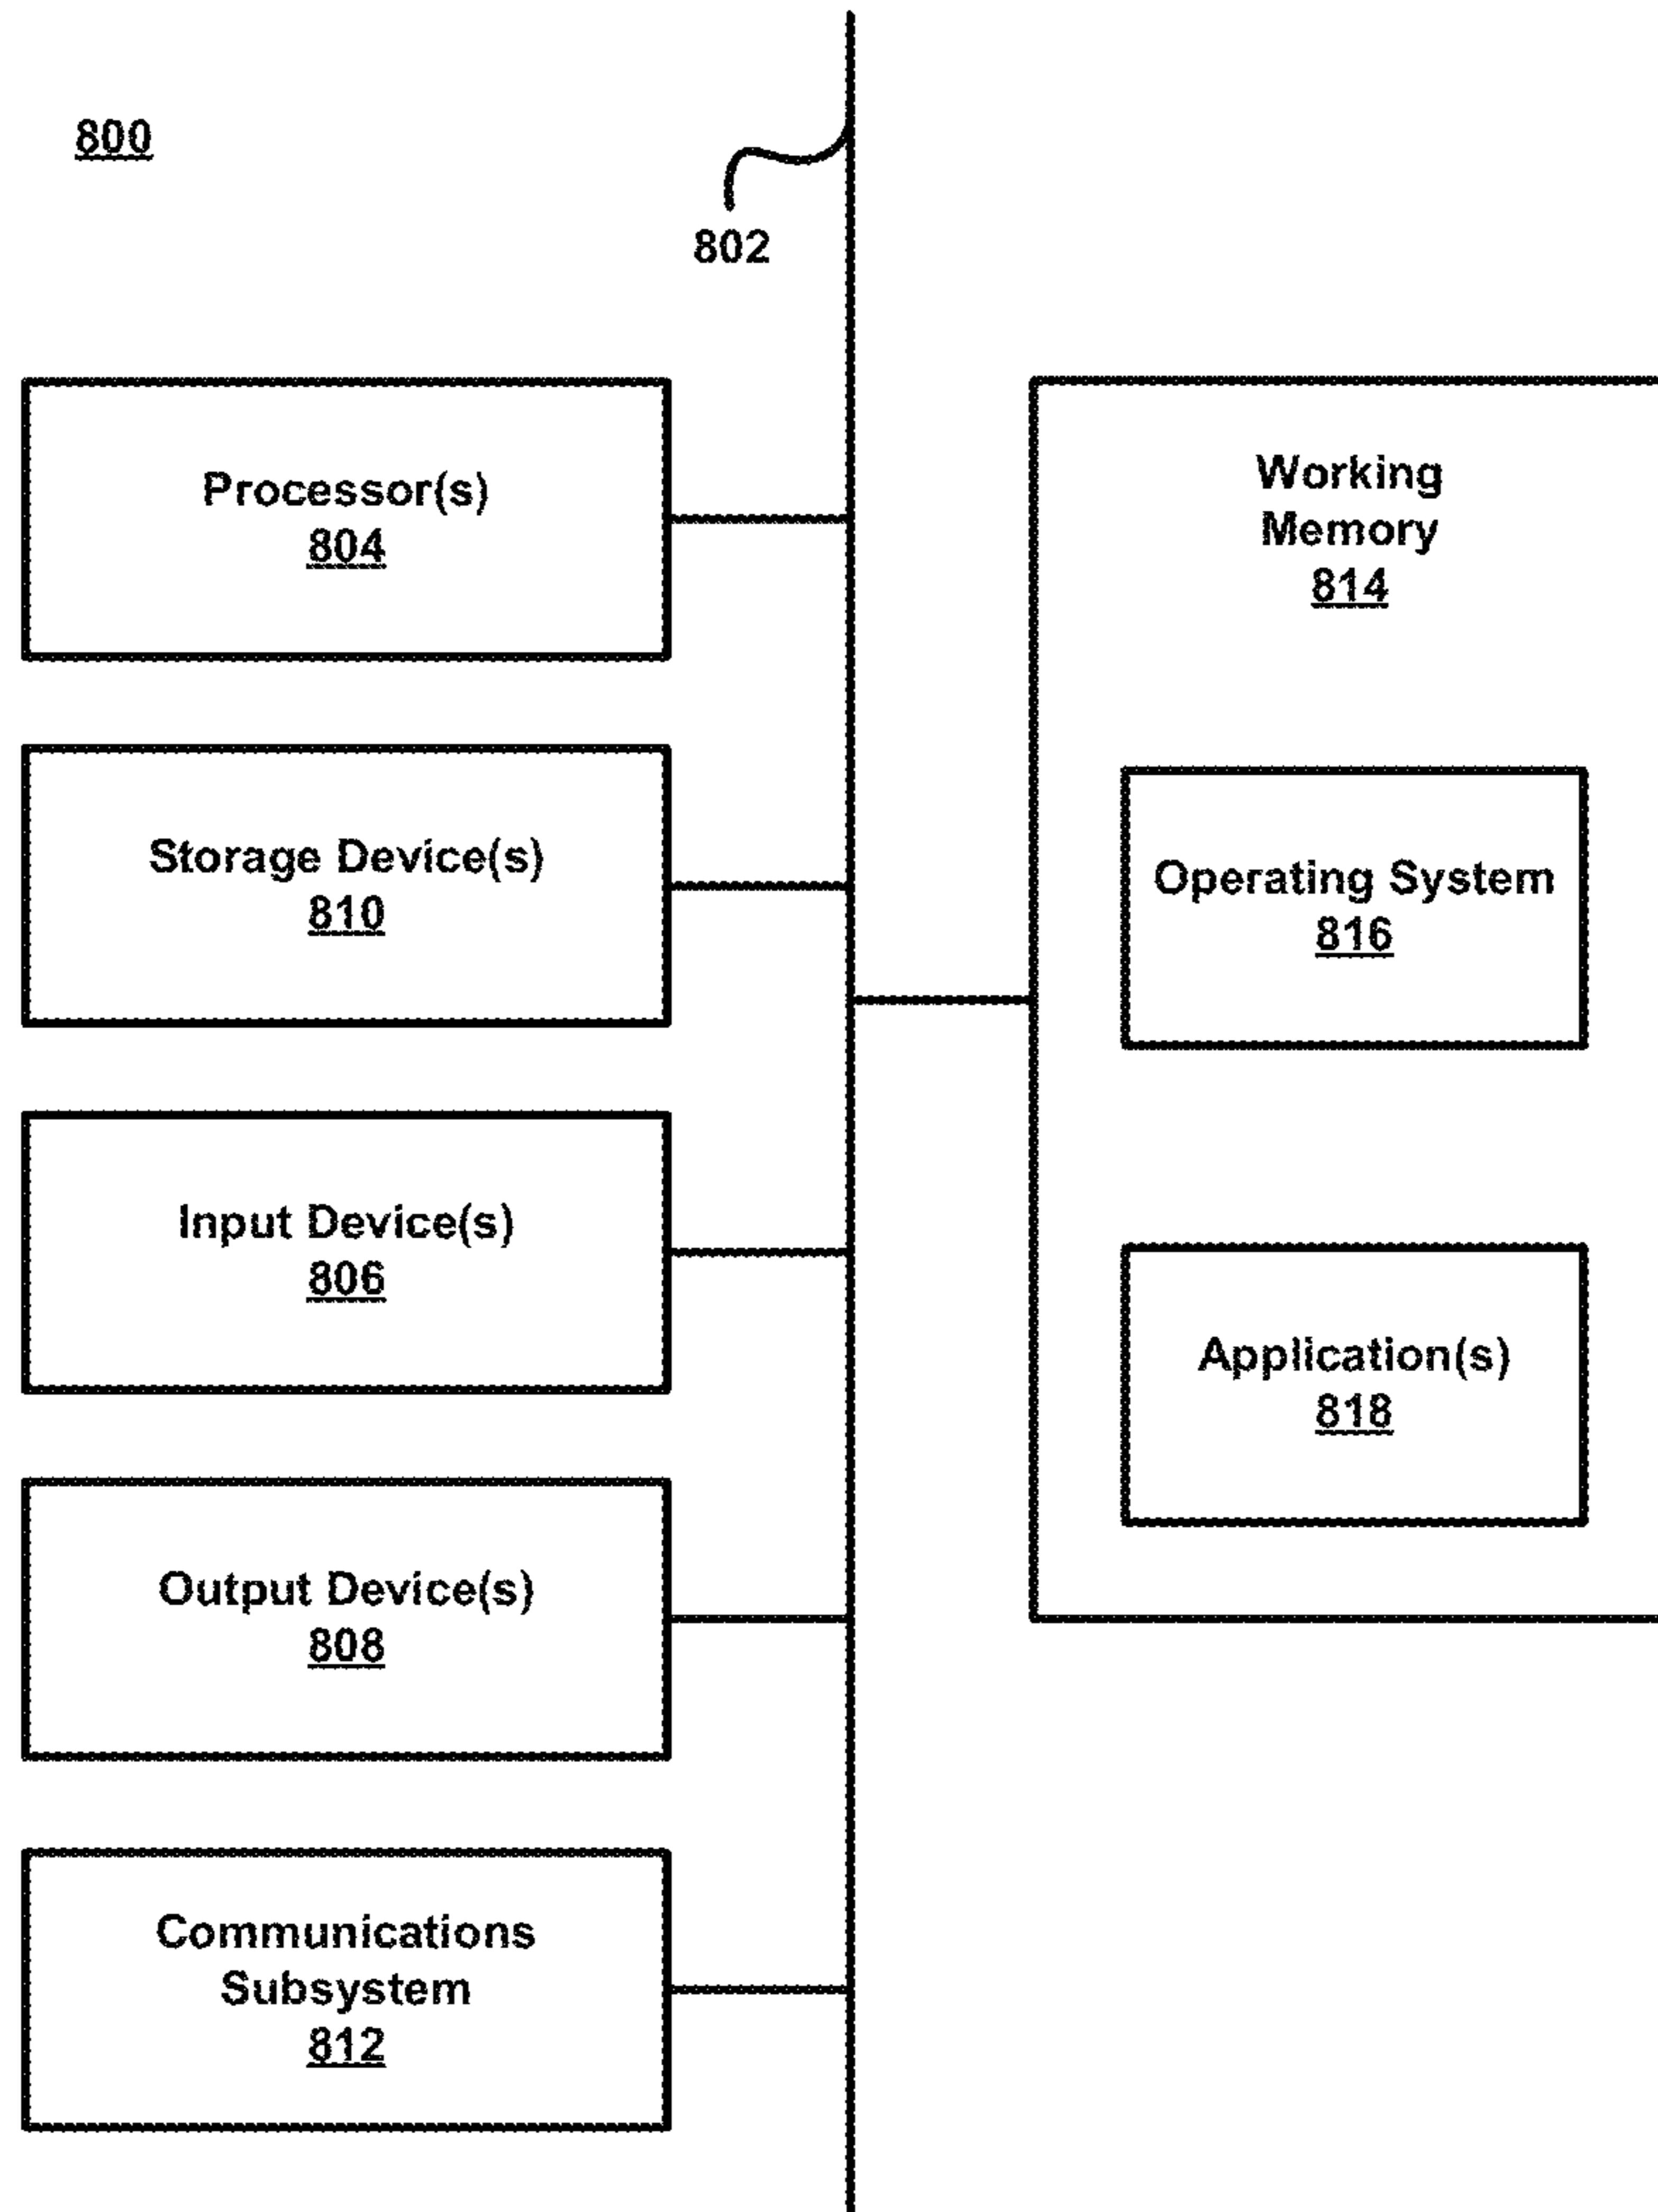 800
802
Processor(s)
804
Storage Device(s)
810
Input Device(s)
806
Output Device(s)
808
Communications
Subsystem
812
Working
Memory
814
Operating System
816
Application(s)
818